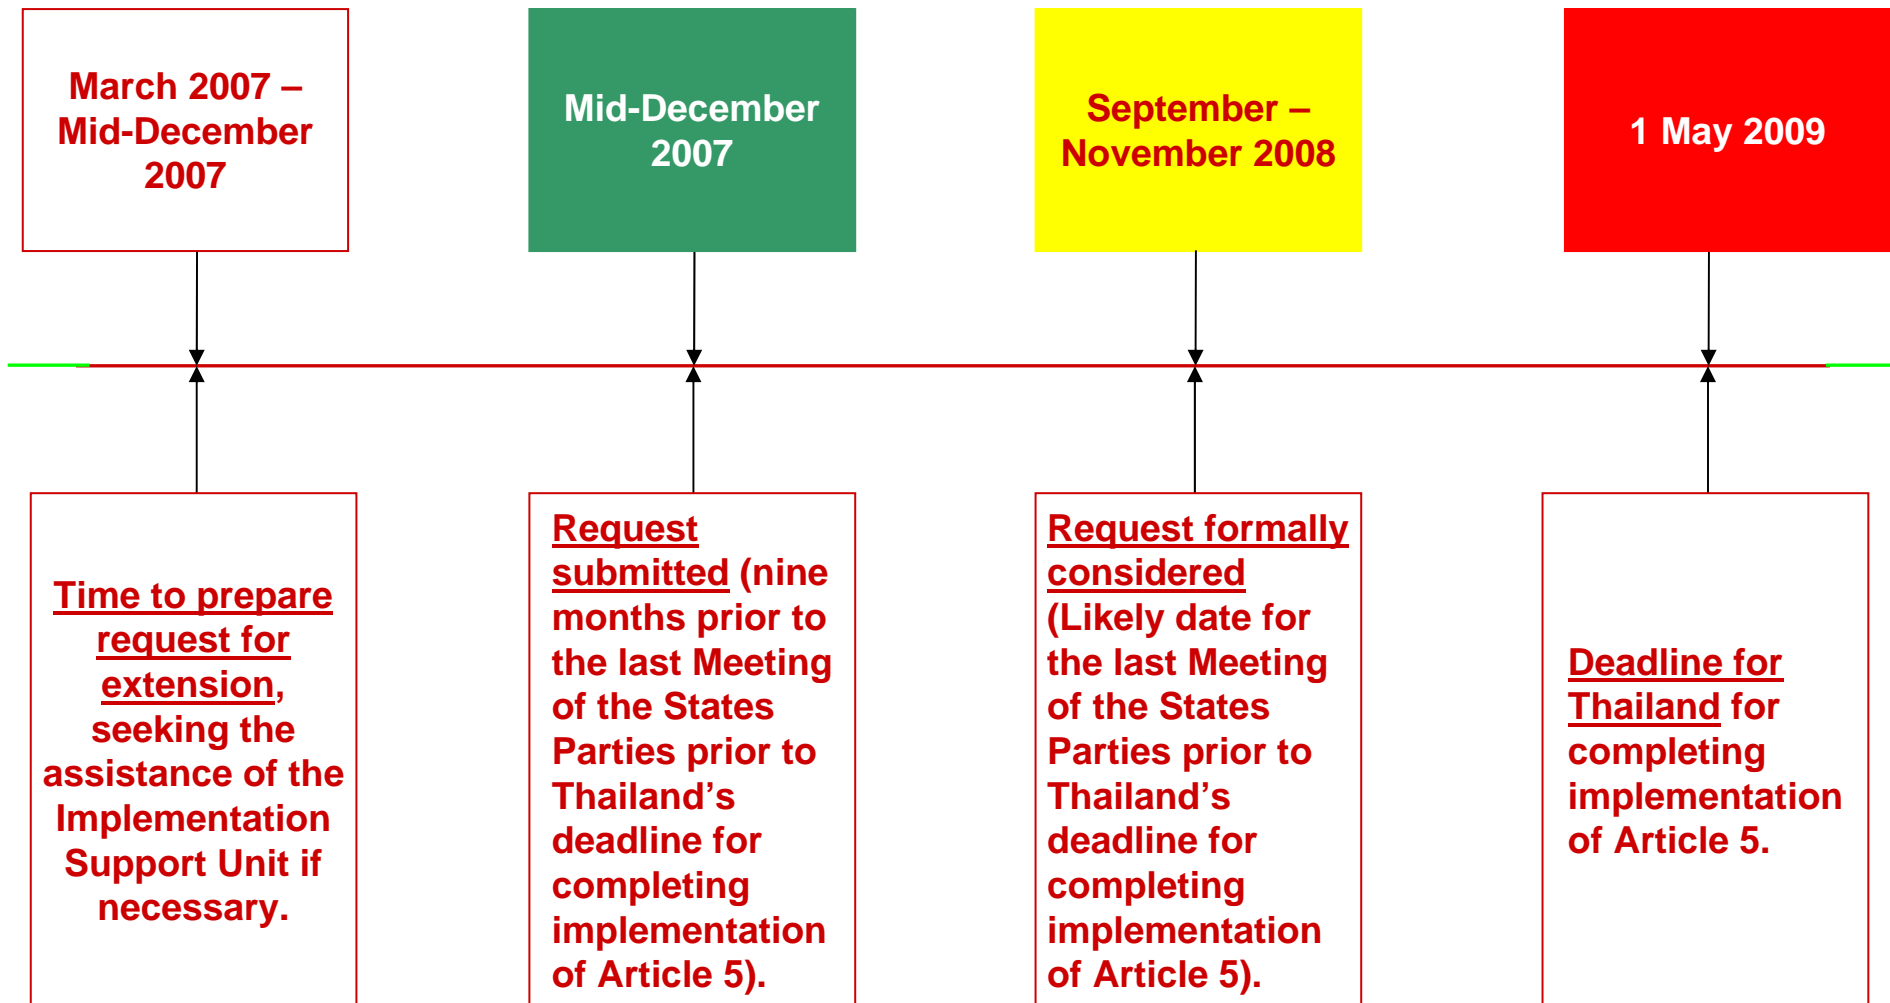 March 2007 –
Mid-December
2007
Mid-December
2007
September –
November 2008
1 May 2009
Time to prepare
request for
extension,
seeking the
assistance of the
Implementation
Support Unit if
necessary.
Request
submitted (nine
months prior to
the last Meeting
of the States
Parties prior to
Thailand’s
deadline for
completing
implementation
of Article 5).
Request formally
considered
(Likely date for
the last Meeting
of the States
Parties prior to
Thailand’s
deadline for
completing
implementation
of Article 5).
Deadline for
Thailand for
completing
implementation
of Article 5.